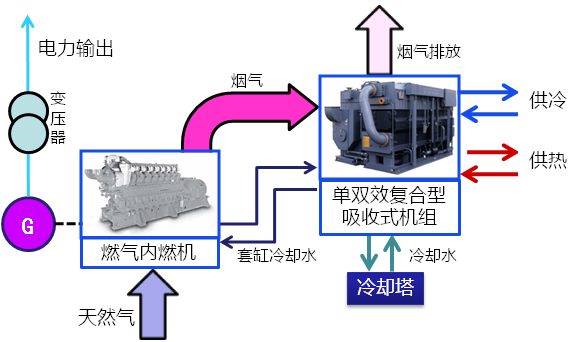 电力输出
烟气排放
烟气
变压器
供冷
供热
G
单双效复合型
吸收式机组
燃气内燃机
套缸冷却水
冷却水
冷却塔
天然气